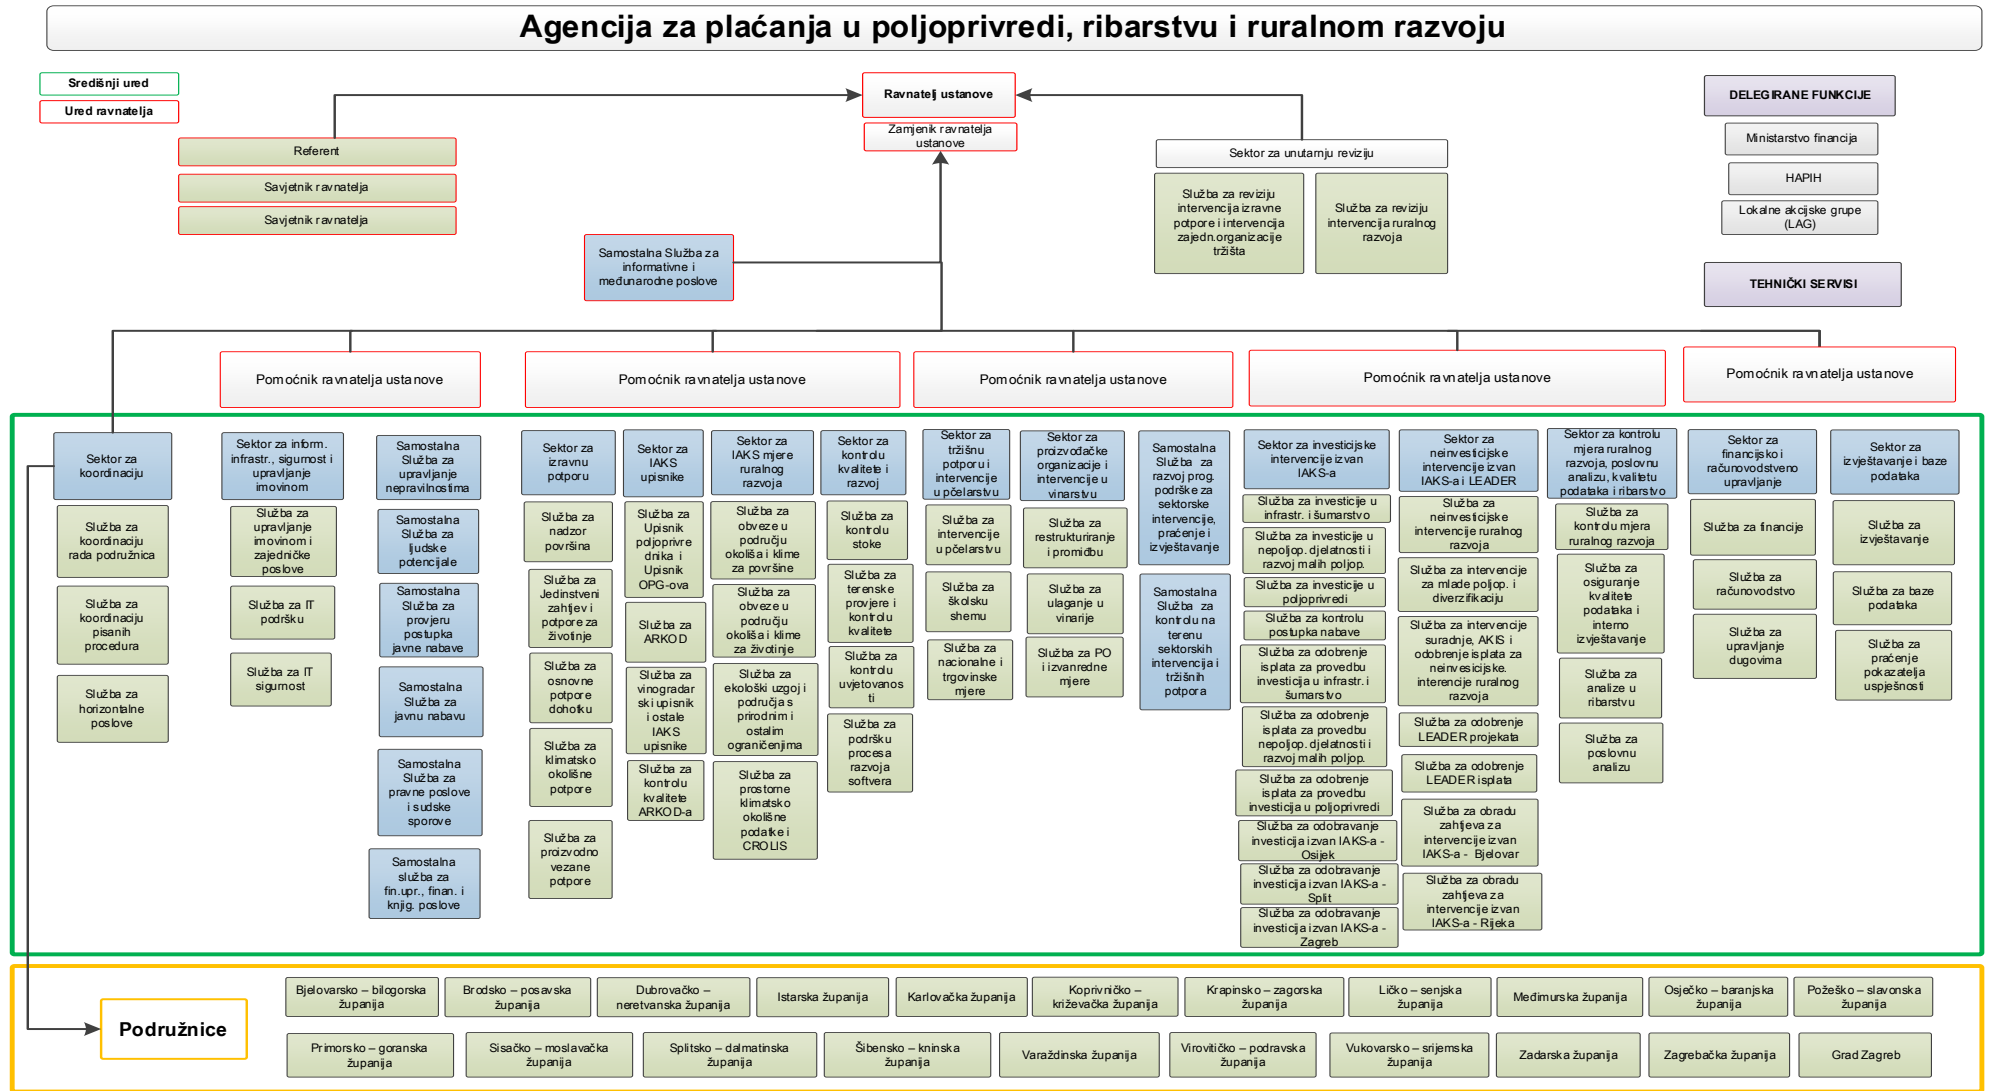 Agencija za plaćanja u poljoprivredi, ribarstvu i ruralnom razvoju
Središnji ured
Ured ravnatelja
Ravnatelj ustanove
Zamjenik ravnatelja
ustanove
Referent
Savjetnik ravnatelja
Savjetnik ravnatelja
Samostalna Služba za
informativne i
međunarodne poslove
Sektor za unutarnju reviziju
Služba za reviziju
intervencija izravne
potpore i intervencija
zajedn.organizacije
tržišta
Služba za reviziju
intervencija ruralnog
razvoja
DELEGIRANE FUNKCIJE
Ministarstvo financija
HAPIH
Lokalne akcijske grupe
(LAG)
TEHNIČKI SERVISI
Pomoćnik ravnatelja ustanove
Pomoćnik ravnatelja ustanove
Pomoćnik ravnatelja ustanove
Pomoćnik ravnatelja ustanove
Pomoćnik ravnatelja ustanove
Sektor za
koordinaciju
Služba za
koordinaciju
rada podružnica
Služba za
koordinaciju
pisanih
procedura
Služba za
horizontalne
poslove
Sektor za inform.
infrastr., sigurnost i
upravljanje
imovinom
Služba za
upravljanje
imovinom i
zajedničke
poslove
Služba za IT
podršku
Služba za IT
sigurnost
Samostalna
Služba za
upravljanje
nepravilnostima
Samostalna
Služba za
ljudske
potencijale
Samostalna
Služba za
provjeru
postupka
javne nabave
Samostalna
Služba za
javnu nabavu
Samostalna
Služba za
pravne poslove
i sudske
sporove
Samostalna
služba za
fin.upr., finan. i
knjig. poslove
Sektor za
izravnu
potporu
Služba za
nadzor
površina
Služba za
Jedinstveni
zahtjev i
potpore za
životinje
Služba za
osnovne
potpore
dohotku
Služba za
klimatsko
okolišne
potpore
Služba za
proizvodno
vezane
potpore
Sektor za
IAKS
upisnike
Služba za
Upisnik
poljoprivre
dnika i
Upisnik
OPG-ova
Služba za
ARKOD
Služba za
vinogradar
ski upisnik
i ostale
IAKS
upisnike
Služba za
kontrolu
kvalitete
ARKOD-a
Sektor za
IAKS mjere
ruralnog
razvoja
Služba za
obveze u
području
okoliša i klime
za površine
Služba za
obveze u
području
okoliša i klime
za životinje
Služba za
ekološki uzgoj i
područja s
prirodnim i
ostalim
ograničenjima
Služba za
prostorne
klimatsko
okolišne
podatke i
CROLIS
Sektor za
kontrolu
kvalitete i
razvoj
Služba za
kontrolu
stoke
Služba za
terenske
provjere i
kontrolu
kvalitete
Služba za
kontrolu
uvjetovanos
ti
Služba za
podršku
procesa
razvoja
softvera
Sektor za
tržišnu
potporu i
intervencije
u pčelarstvu
Služba za
intervencije
u pčelarstvu
Služba za
školsku
shemu
Služba za
nacionalne i
trgovinske
mjere
Sektor za
proizvođačke
organizacije i
intervencije u
vinarstvu
Služba za
restrukturiranje
i promidbu
Služba za
ulaganje u
vinarije
Služba za PO
i izvanredne
mjere
Samostalna
Služba za
razvoj prog.
podrške za
sektorske
intervencije,
praćenje i
izvještavanje
Samostalna
Služba za
kontrolu na
terenu
sektorskih
intervencija i
tržišnih
potpora
Sektor za investicijske
intervencije izvan
IAKS-a
Služba za investicije u
infrastr. i šumarstvo
Služba za investicije u
nepoljop. djelatnosti i
razvoj malih poljop.
Služba za investicije u
poljoprivredi
Služba za kontrolu
postupka nabave
Služba za odobrenje
isplata za provedbu
investicija u infrastr. i
šumarstvo
Služba za odobrenje
isplata za provedbu
nepoljop. djelatnosti i
razvoj malih poljop.
Služba za odobrenje
isplata za provedbu
investicija u poljoprivredi
Služba za odobravanje
investicija izvan IAKS-a -
Osijek
Služba za odobravanje
investicija izvan IAKS-a -
Split
Služba za odobravanje
investicija izvan IAKS-a -
Zagreb
Sektor za
neinvesticijske
intervencije izvan
IAKS-a i LEADER
Služba za
neinvesticijske
intervencije ruralnog
razvoja
Služba za intervencije
za mlade poljop. i
diverzifikaciju
Služba za intervencije
suradnje, AKIS i
odobrenje isplata za
neinvesicijske.
interencije ruralnog
razvoja
Služba za odobrenje
LEADER projekata
Služba za odobrenje
LEADER isplata
Služba za obradu
zahtjeva za
intervencije izvan
IAKS-a - Bjelovar
Služba za obradu
zahtjeva za
intervencije izvan
IAKS-a - Rijeka
Sektor za kontrolu
mjera ruralnog
razvoja, poslovnu
analizu, kvalitetu
podataka i ribarstvo
Služba za
kontrolu mjera
ruralnog razvoja
Služba za
osiguranje
kvalitete
podataka i
interno
izvještavanje
Služba za
analize u
ribarstvu
Služba za
poslovnu
analizu
Sektor za
financijsko i
računovodstveno
upravljanje
Služba za financije
Služba za
računovodstvo
Služba za
upravljanje
dugovima
Sektor za
izvještavanje i baze
podataka
Služba za
izvještavanje
Služba za baze
podataka
Služba za
praćenje
pokazatelja
uspješnosti
Podružnice
Bjelovarsko – bilogorska
županija
Brodsko – posavska
županija
Dubrovačko –
neretvanska županija
Istarska županija
Karlovačka županija
Koprivničko –
križevačka županija
Krapinsko – zagorska
županija
Ličko – senjska
županija
Međimurska županija
Osječko – baranjska
županija
Požeško – slavonska
županija
Primorsko – goranska
županija
Sisačko – moslavačka
županija
Splitsko – dalmatinska
županija
Šibensko – kninska
županija
Varaždinska županija
Virovitičko – podravska
županija
Vukovarsko – srijemska
županija
Zadarska županija
Zagrebačka županija
Grad Zagreb